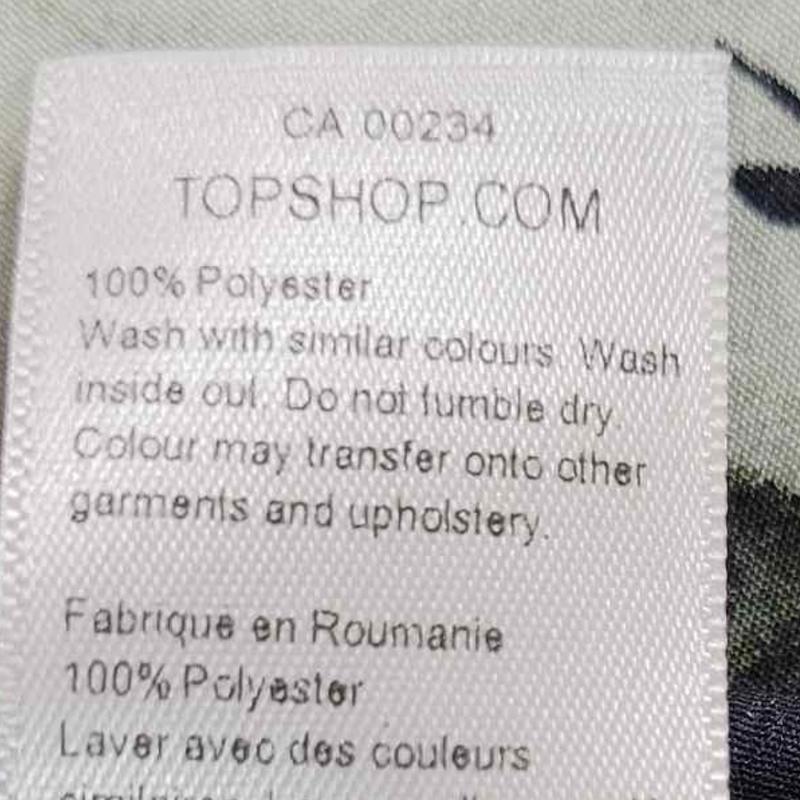 CA 00234
TOPSHOP.COM
100% Polyester
Wash with similar colours. Wash
inside out. Do not tumble dry.
Colour may transfer onto other
garments and upholstery.
Fabrique en Roumanie
100% Polyester
Laver avec des couleurs